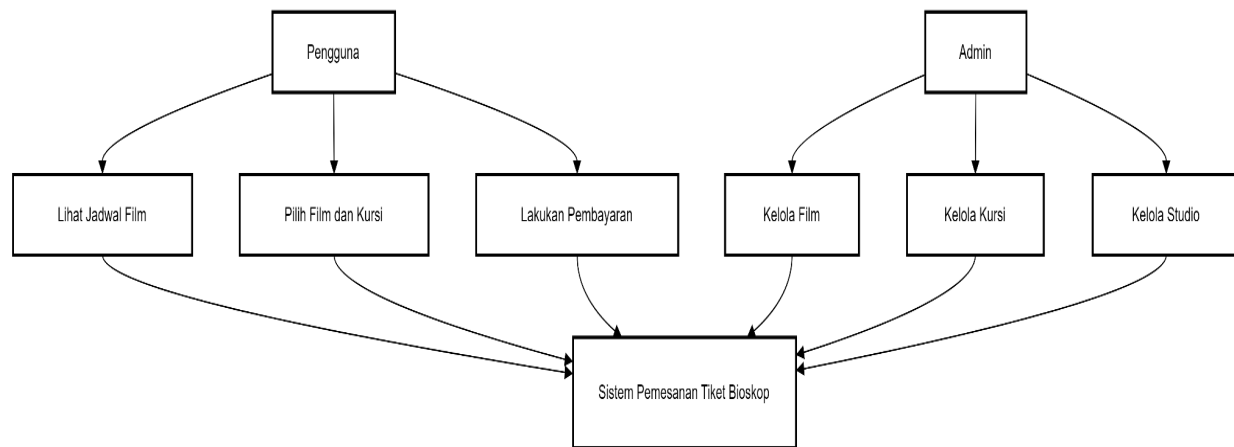 Pengguna
Admin
Lihat Jadwal Film
Pilih Film dan Kursi
Lakukan Pembayaran
Kelola Film
Kelola Kursi
Kelola Studio
Sistem Pemesanan Tiket Bioskop